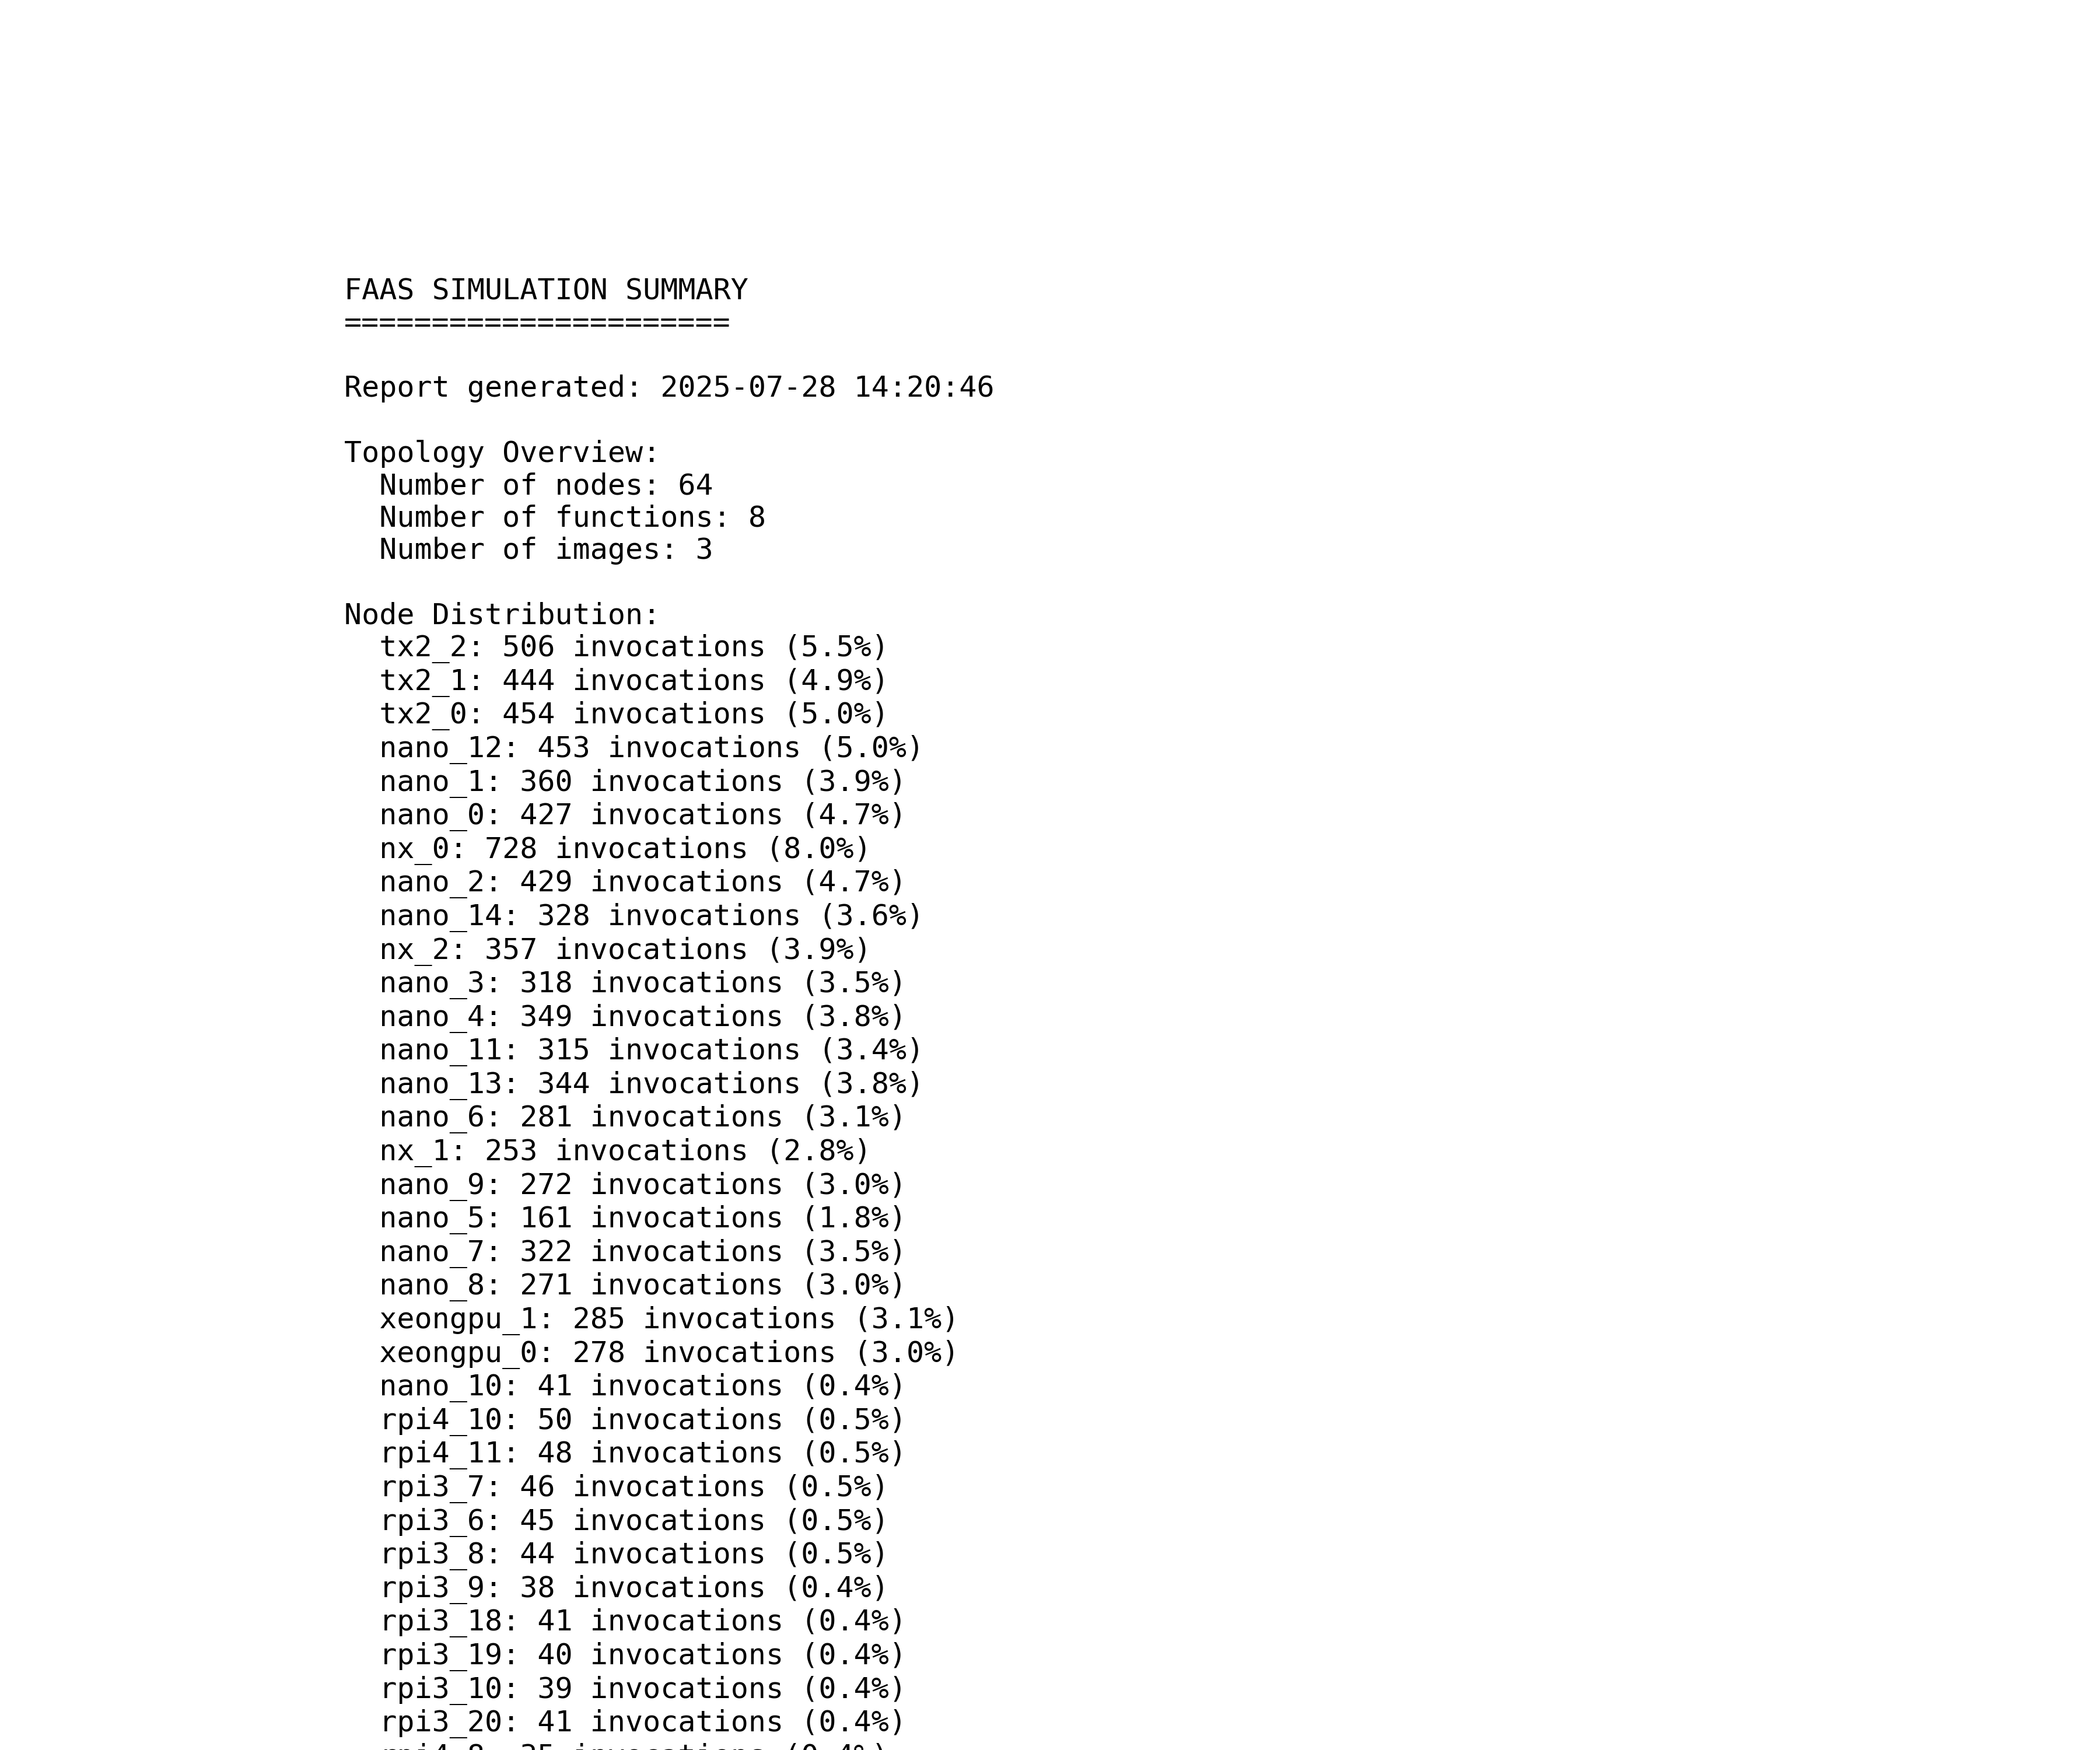 FAAS SIMULATION SUMMARY
======================
Report generated: 2025-07-28 14:20:46
Topology Overview:
  Number of nodes: 64
  Number of functions: 8
  Number of images: 3
Node Distribution:
  tx2_2: 506 invocations (5.5%)
  tx2_1: 444 invocations (4.9%)
  tx2_0: 454 invocations (5.0%)
  nano_12: 453 invocations (5.0%)
  nano_1: 360 invocations (3.9%)
  nano_0: 427 invocations (4.7%)
  nx_0: 728 invocations (8.0%)
  nano_2: 429 invocations (4.7%)
  nano_14: 328 invocations (3.6%)
  nx_2: 357 invocations (3.9%)
  nano_3: 318 invocations (3.5%)
  nano_4: 349 invocations (3.8%)
  nano_11: 315 invocations (3.4%)
  nano_13: 344 invocations (3.8%)
  nano_6: 281 invocations (3.1%)
  nx_1: 253 invocations (2.8%)
  nano_9: 272 invocations (3.0%)
  nano_5: 161 invocations (1.8%)
  nano_7: 322 invocations (3.5%)
  nano_8: 271 invocations (3.0%)
  xeongpu_1: 285 invocations (3.1%)
  xeongpu_0: 278 invocations (3.0%)
  nano_10: 41 invocations (0.4%)
  rpi4_10: 50 invocations (0.5%)
  rpi4_11: 48 invocations (0.5%)
  rpi3_7: 46 invocations (0.5%)
  rpi3_6: 45 invocations (0.5%)
  rpi3_8: 44 invocations (0.5%)
  rpi3_9: 38 invocations (0.4%)
  rpi3_18: 41 invocations (0.4%)
  rpi3_19: 40 invocations (0.4%)
  rpi3_10: 39 invocations (0.4%)
  rpi3_20: 41 invocations (0.4%)